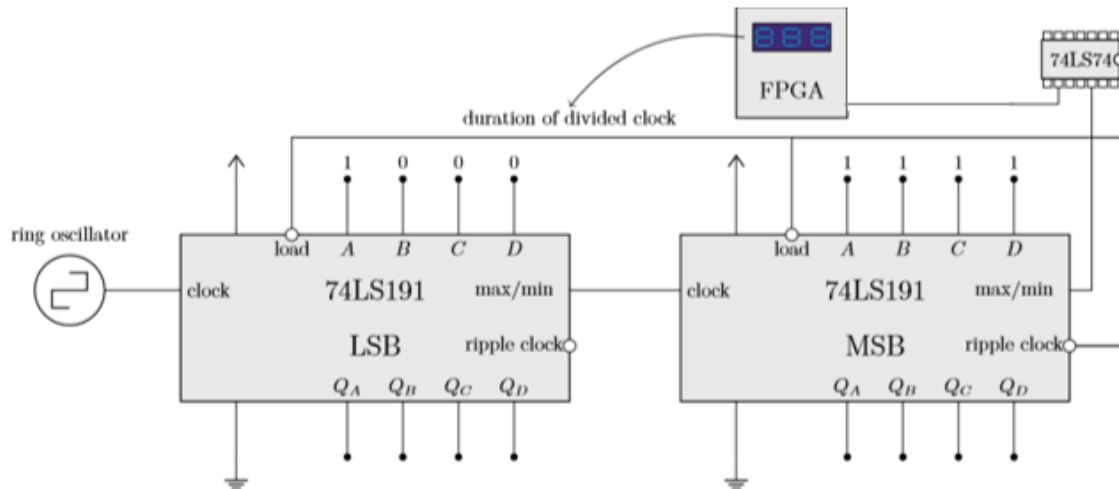 888
FPGA
74LS74
duration of divided clock
1 0 0 0
1 1 1 1
ring oscillator
load A B C D
load A B C D
clock 74LS191 max/min
clock 74LS191 max/min
LSB ripple clock
MSB ripple clock
Q_A Q_B Q_C Q_D
Q_A Q_B Q_C Q_D